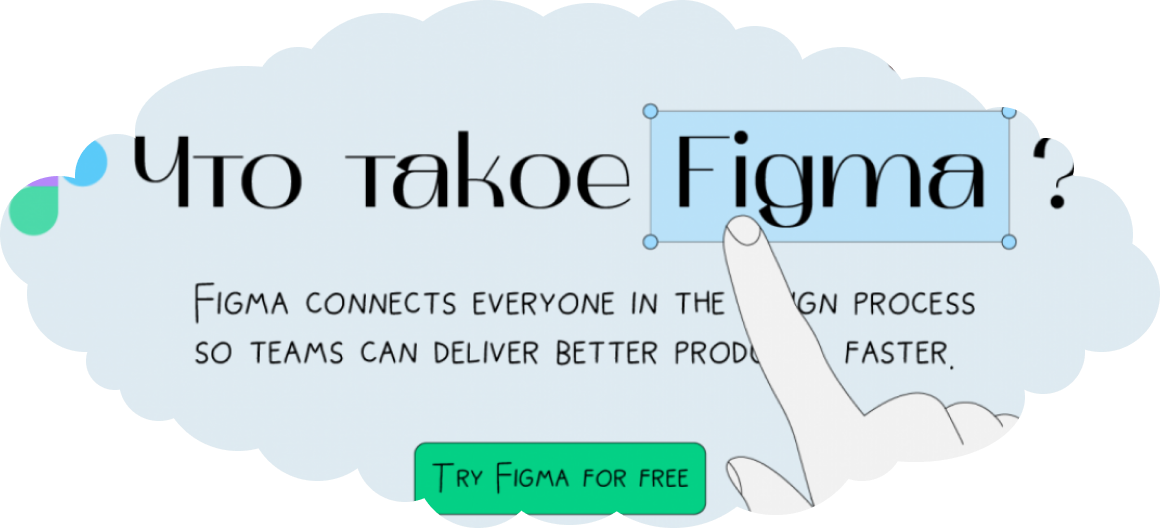 Что такое Figma ?
FIGMA CONNECTS EVERYONE IN THE PROCESS
SO TEAMS CAN DELIVER BETTER FASTER.
TRY FIGMA FOR FREE